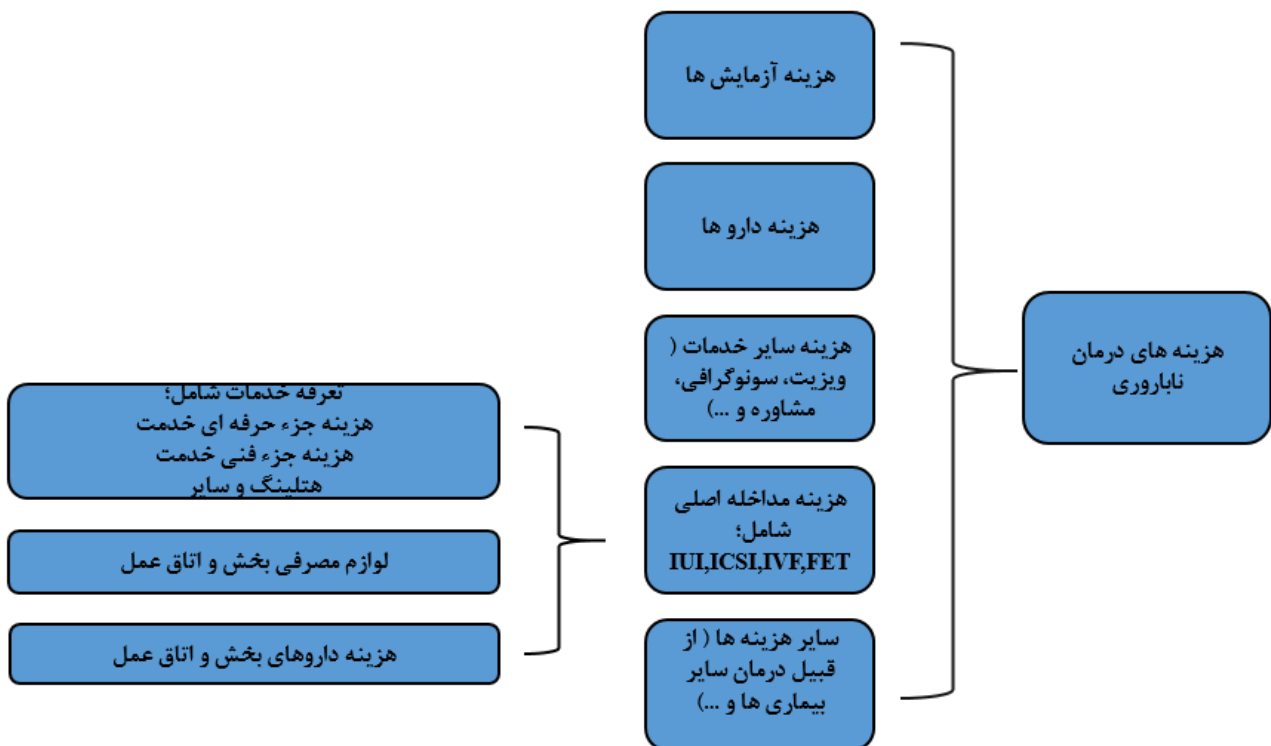 هزینه های درمان
ناباروری
هزینه آزمایش ها
هزینه دارو ها
هزینه سایر خدمات (
ویزیت، سونوگرافی،
مشاوره و ...)
هزینه مداخله اصلی
شامل؛
IUI,ICSI,IVF,FET
سایر هزینه ها ( از
قبیل درمان سایر
بیماری ها و ...)
تعرفه خدمات شامل؛
هزینه جزء حرفه ای خدمت
هزینه جزء فنی خدمت
هتلینگ و سایر
لوازم مصرفی بخش و اتاق عمل
هزینه داروهای بخش و اتاق عمل